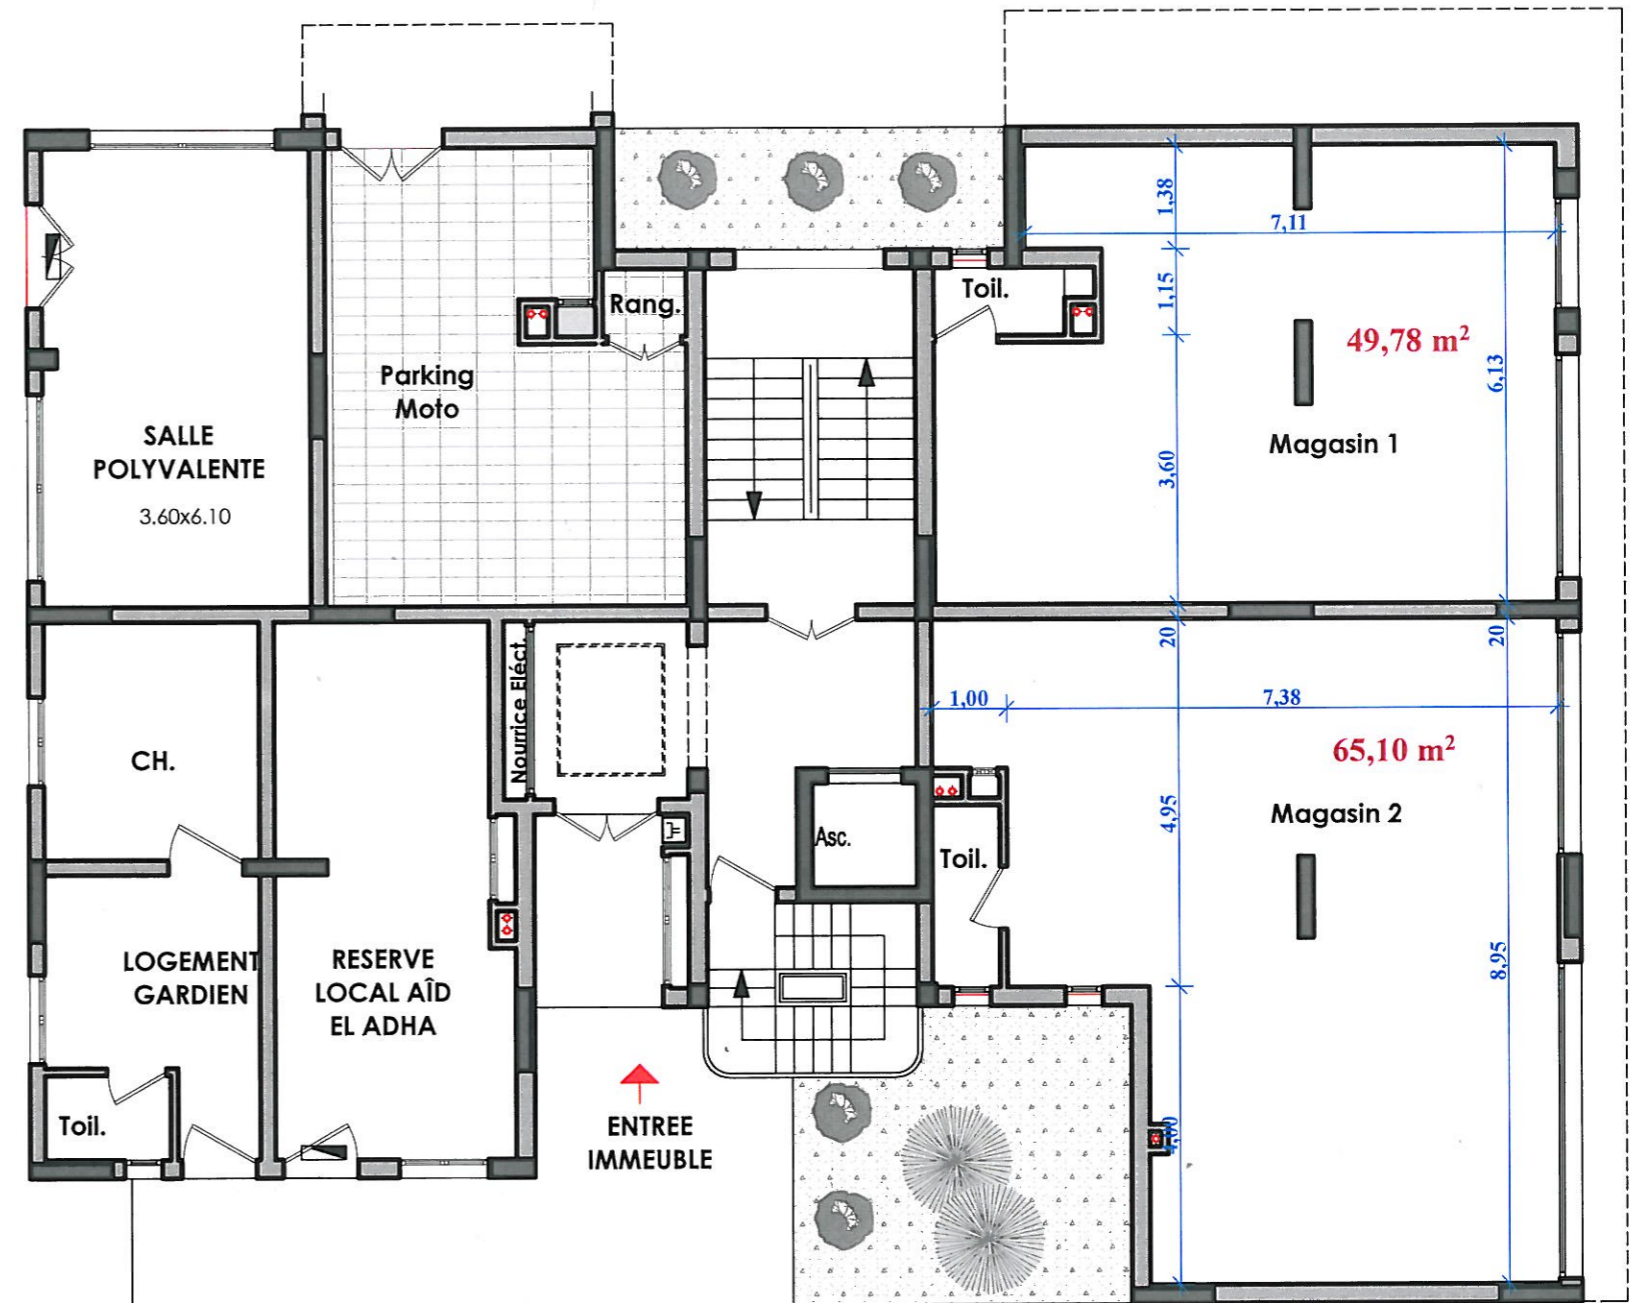 1,38
7,11
Toil.
1,15
Rang.
49,78 m²
Parking
Moto
6,13
SALLE
POLYVALENTE
3.60x6.10
Magasin 1
3,60
20
20
Nourrice Eléct.
1,00
7,38
65,10 m²
CH.
Magasin 2
4,95
Asc.
Toil.
LOGEMENT
GARDIEN
RESERVE
LOCAL AÎD
EL ADHA
8,95
Toil.
ENTREE
IMMEUBLE
4,00